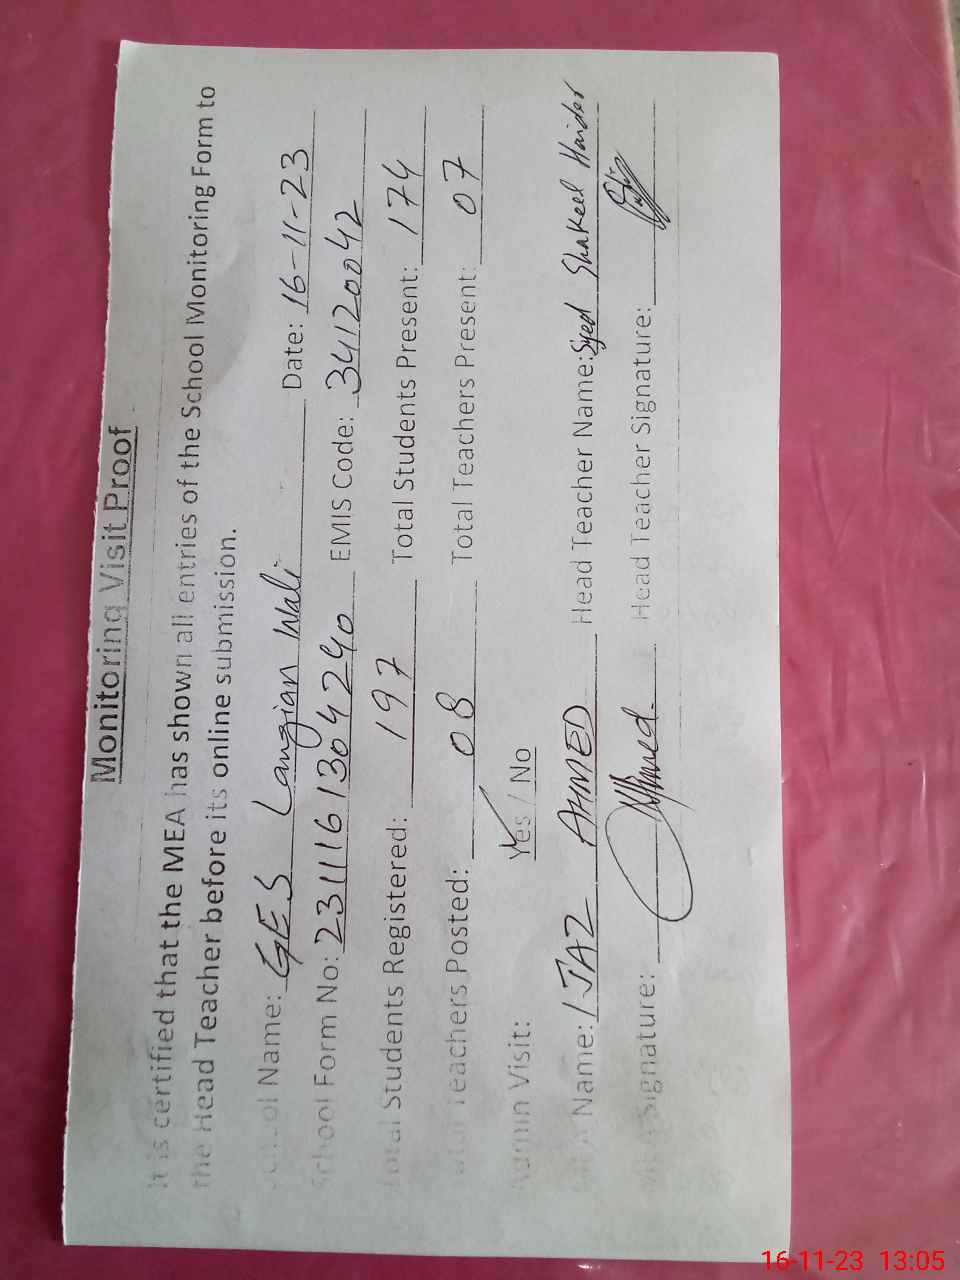 Monitoring Visit Proof
It is certified that the MEA has shown all entries of the School Monitoring Form to
the Head Teacher before its online submission.
School Name: GES Langian Wali Date: 16-11-23
School Form No: 2311161304240 EMIS Code: 34120042
Total Students Registered: 197 Total Students Present: 174
Total Teachers Posted: 08 Total Teachers Present: 07
Admin Visit: Yes / No
MEA Name: IJAZ AHMED Head Teacher Name: Syed Shakeel Haider
MEA Signature: Ahmed. Head Teacher Signature:
16-11-23 13:05